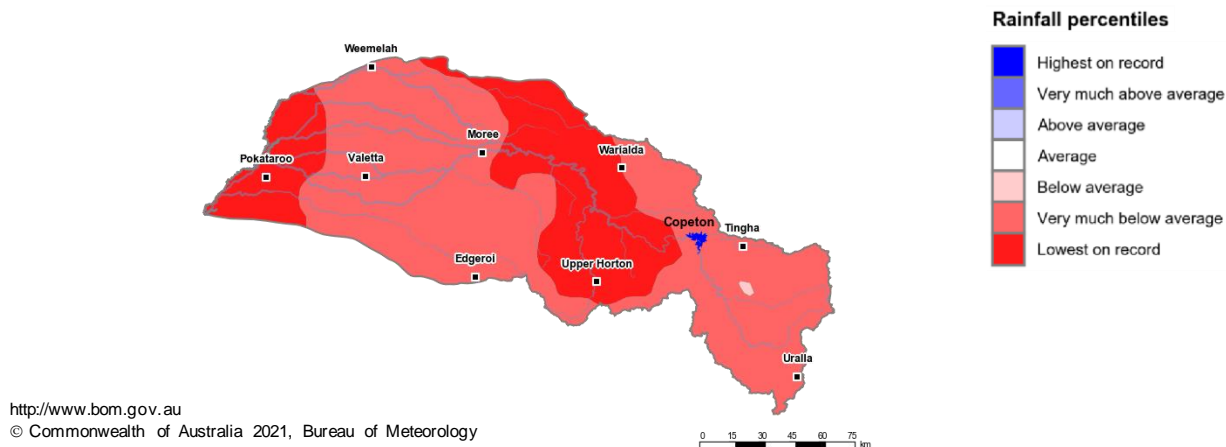 Rainfall percentiles
Highest on record
Very much above average
Above average
Average
Below average
Very much below average
Lowest on record
Weemelah
Moree
Pokataroo
Valetta
Warialda
Copeton
Tingha
Edgeroi
Upper Horton
Uralla
http://www.bom.gov.au
© Commonwealth of Australia 2021, Bureau of Meteorology
0 15 30 45 60 75
km